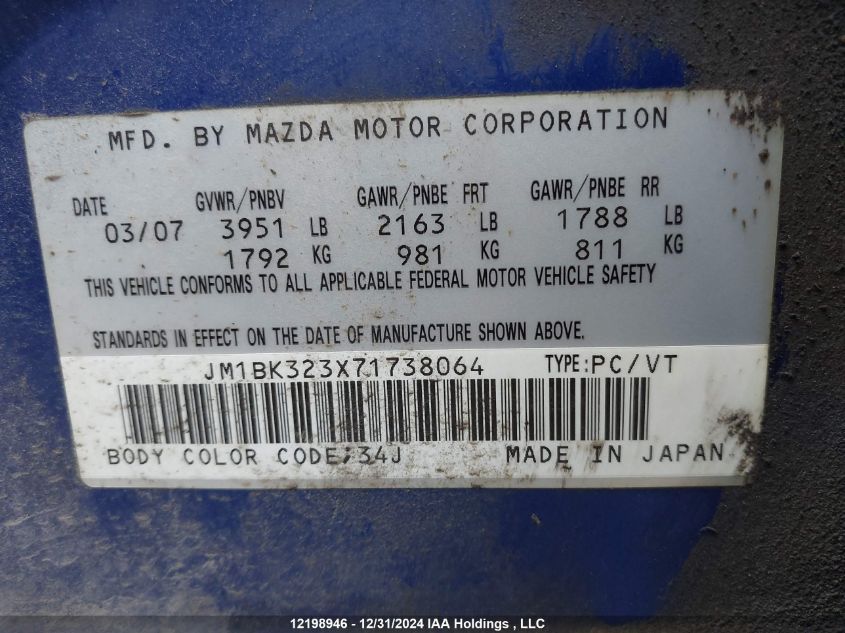 MFD. BY MAZDA MOTOR CORPORATION
DATE GVWR/PNBV GAWR/PNBE FRT GAWR/PNBE RR
03/07 3951 LB 2163 LB 1788 LB
1792 KG 981 KG 811 KG
THIS VEHICLE CONFORMS TO ALL APPLICABLE FEDERAL MOTOR VEHICLE SAFETY
STANDARDS IN EFFECT ON THE DATE OF MANUFACTURE SHOWN ABOVE.
JM1BK323X71738064 TYPE:PC/VT
BODY COLOR CODE:34J MADE IN JAPAN
12198946 - 12/31/2024 IAA Holdings , LLC